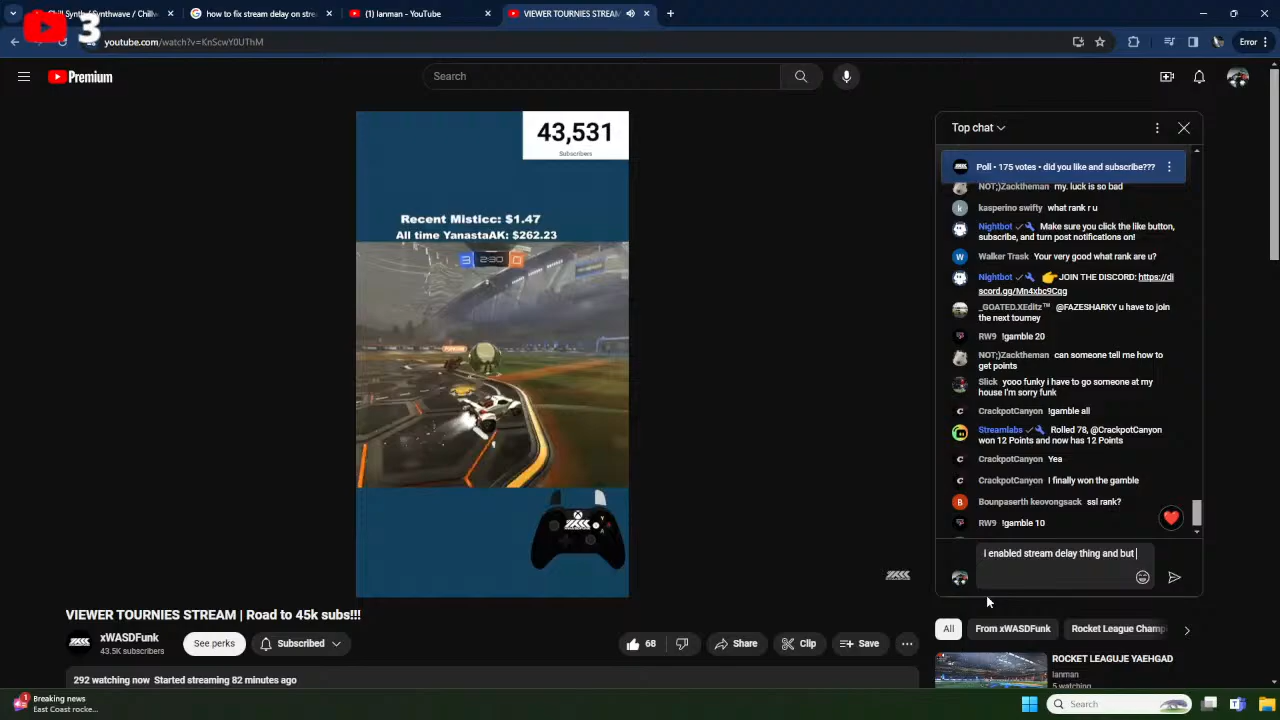 Chill Synth / Synthwave / Chillw
how to fix stream delay on stre
(1) lanman - YouTube
VIEWER TOURNIES STREAM
3
youtube.com/watch?v=KnScwY0UThM
Error
Premium
Search
43,531
Subscribers
Recent Misticc: $1.47
All time YanastaAK: $262.23
3 2:30 0
Top chat
Poll • 175 votes • did you like and subscribe???
NOT;)Zacktheman my. luck is so bad
kasperino swifty what rank r u
Nightbot Make sure you click the like button,
subscribe, and turn post notifications on!
Walker Trask Your very good what rank are u?
Nightbot 👉JOIN THE DISCORD: https://di
scord.gg/Mn4xbc9Cqg
_GOATED.XEditz™ @FAZESHARKY u have to join
the next tourney
RW9 !gamble 20
NOT;)Zacktheman can someone tell me how to
get points
Slick yooo funky i have to go someone at my
house I'm sorry funk
CrackpotCanyon !gamble all
Streamlabs Rolled 78, @CrackpotCanyon
won 12 Points and now has 12 Points
CrackpotCanyon Yea
CrackpotCanyon I finally won the gamble
Bounpaserth keovongsack ssl rank?
RW9 !gamble 10
I enabled stream delay thing and but
VIEWER TOURNIES STREAM | Road to 45k subs!!!
xWASDFunk
43.5K subscribers
See perks
Subscribed
68
Share
Clip
Save
292 watching now Started streaming 82 minutes ago
All
From xWASDFunk
Rocket League Champ
ROCKET LEAGUJE YAEHGAD
lanman
5 watching
1
Breaking news
East Coast rocke...
Search